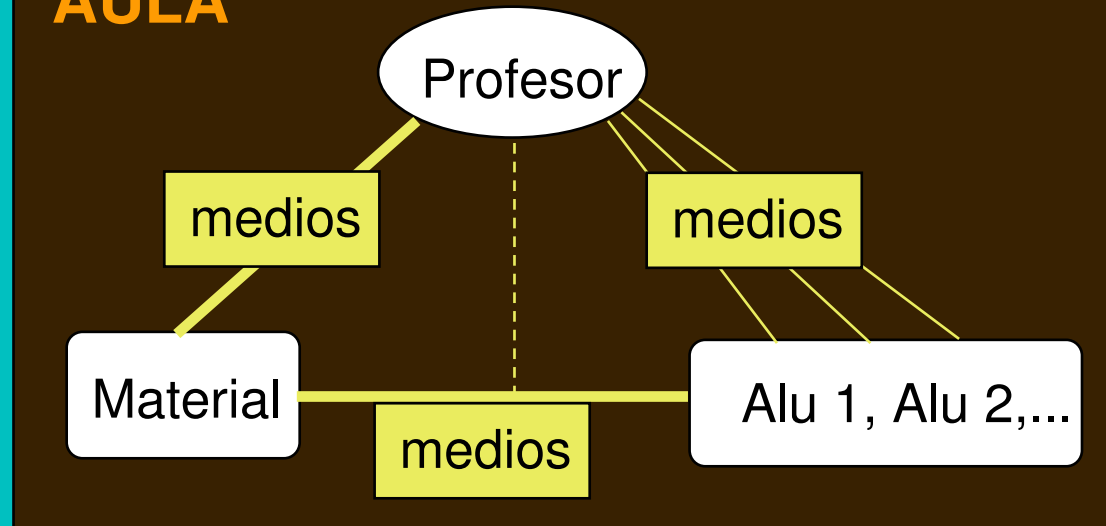 AULA
Profesor
medios
medios
Material
Alu 1, Alu 2,...
medios